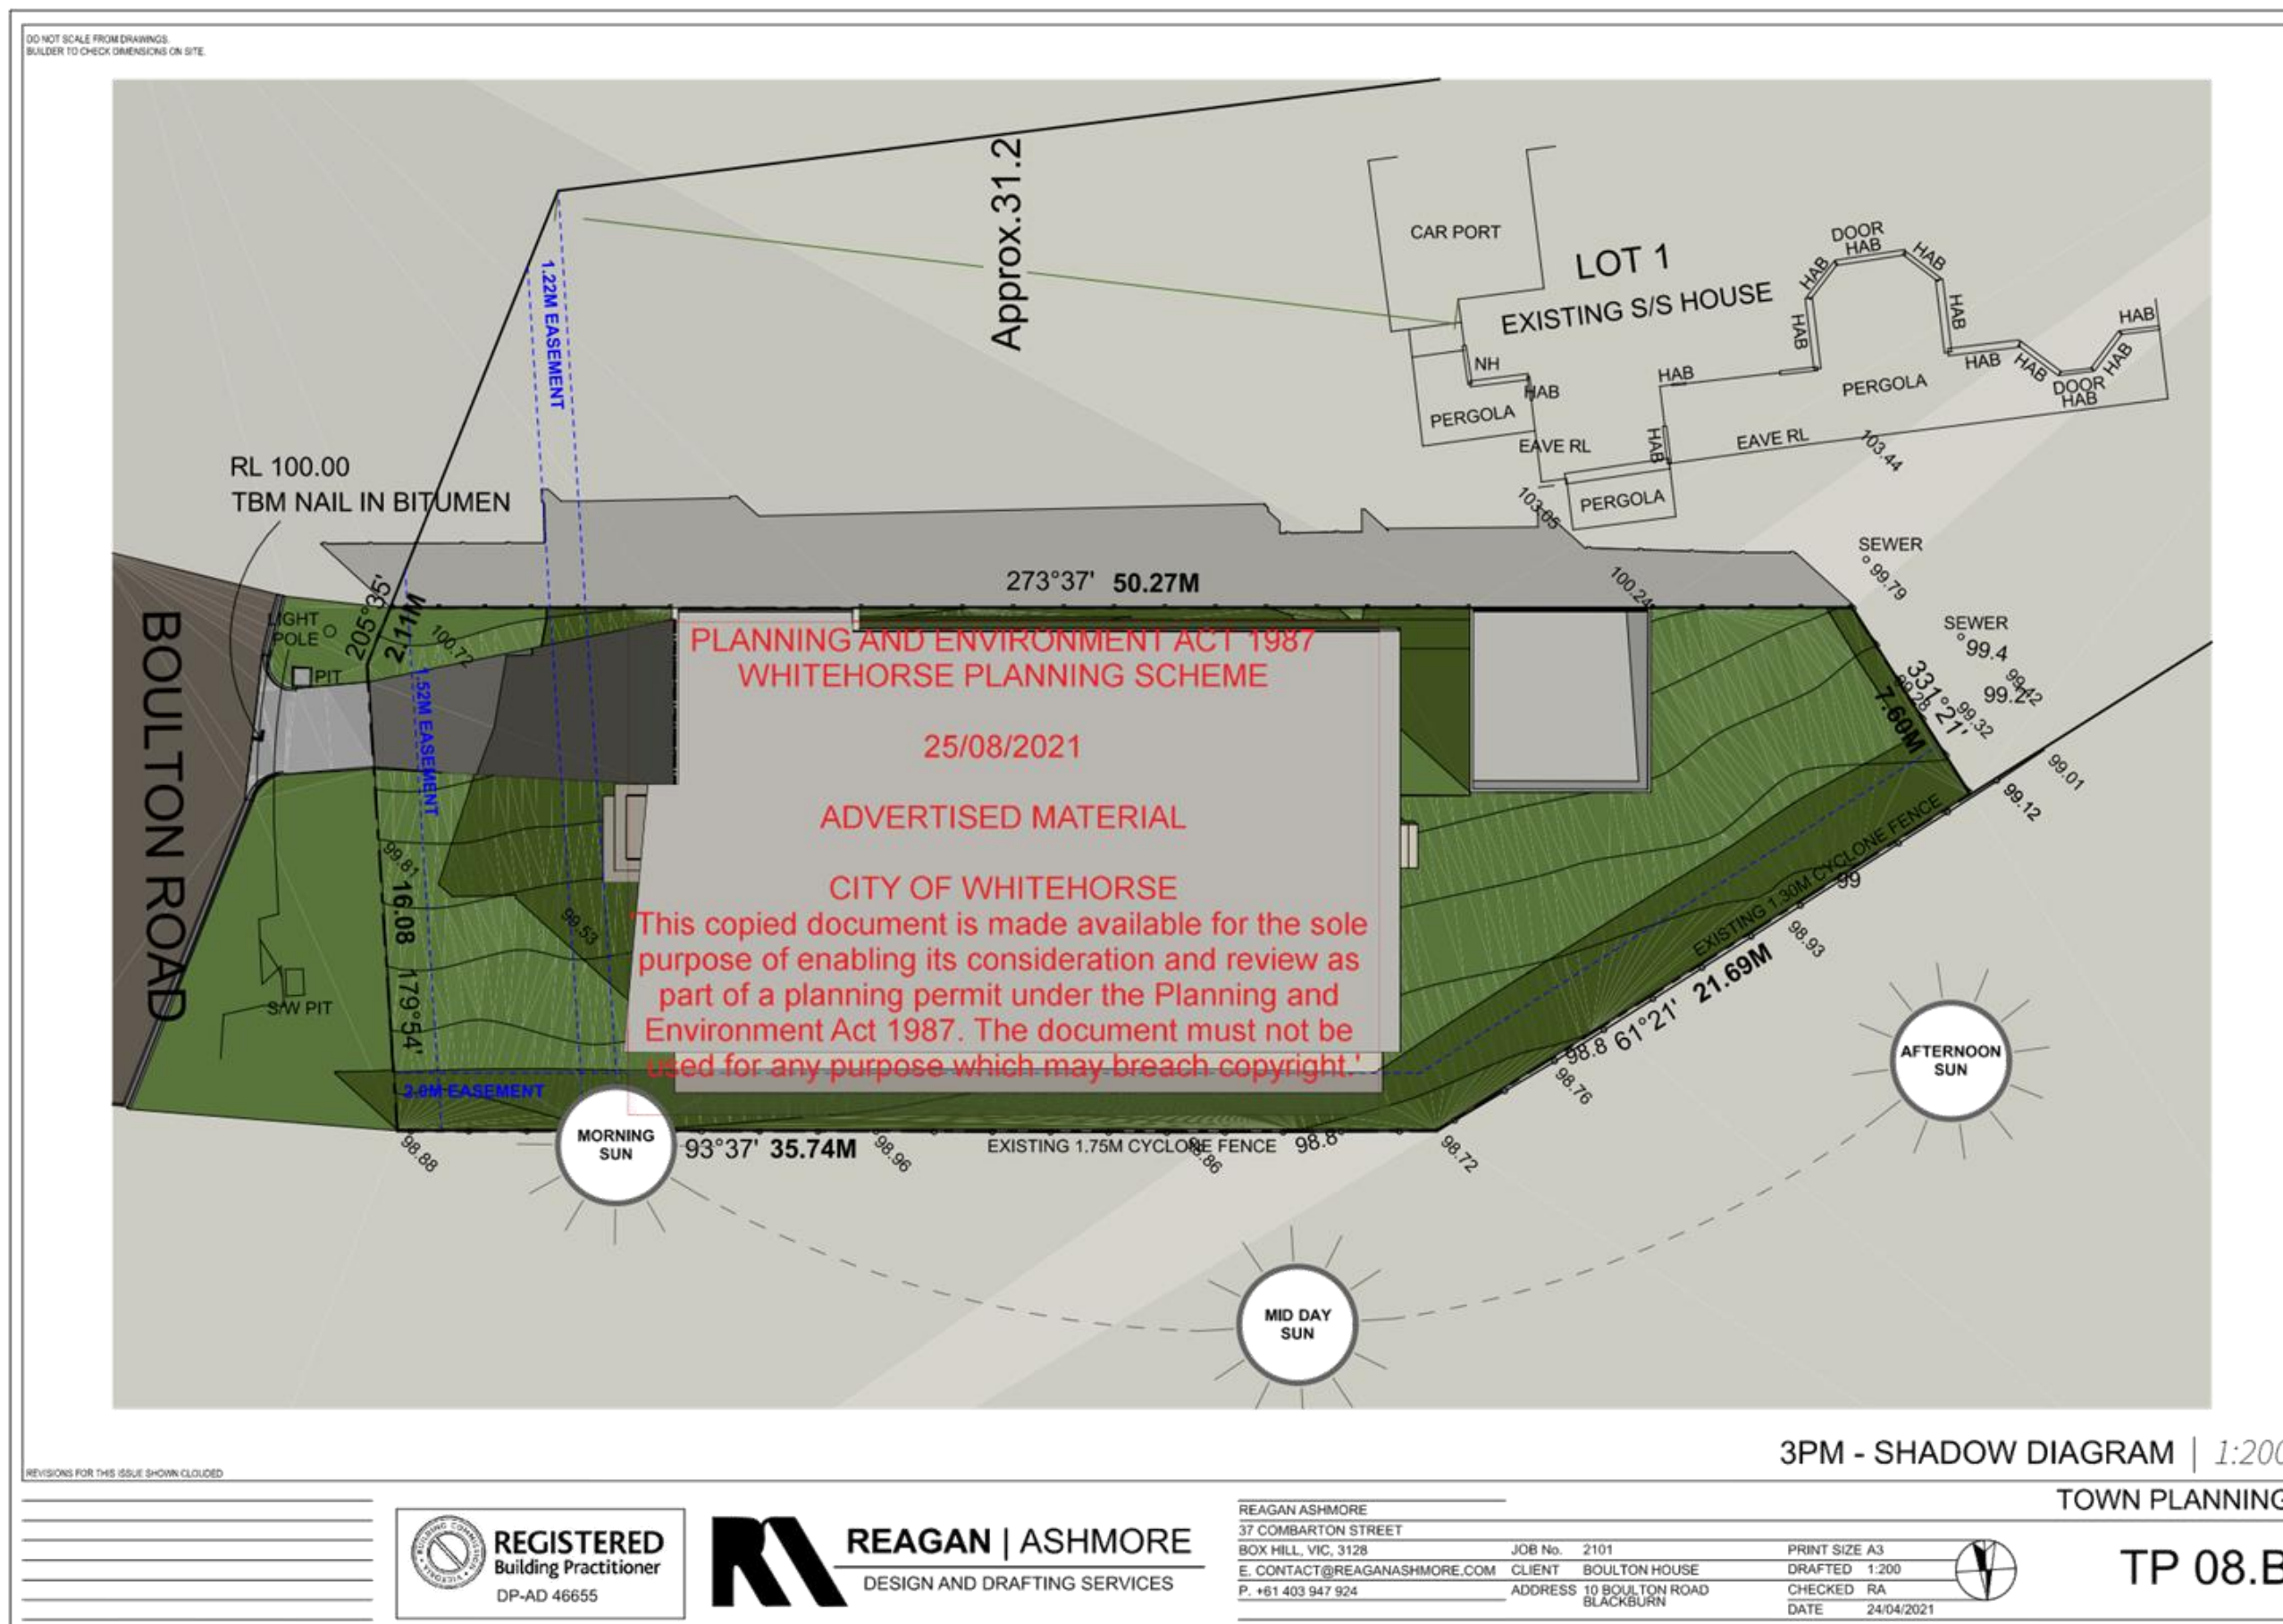 DO NOT SCALE FROM DRAWINGS.
BUILDER TO CHECK DIMENSIONS ON SITE.
Approx.31.2
CAR PORT
LOT 1
EXISTING S/S HOUSE
DOOR
HAB
HAB
HAB
HAB
HAB
HAB
HAB
HAB
HAB
DOOR
HAB
NH
HAB
HAB
HAB
PERGOLA
PERGOLA
EAVE RL
EAVE RL
PERGOLA
103.44
103.05
1.22M EASEMENT
RL 100.00
TBM NAIL IN BITUMEN
273°37' 50.27M
100.24
SEWER
99.79
SEWER
99.4
99.42
99.2
99.32
331°21'
7.60M
99.01
99.12
BOULTON ROAD
LIGHT
POLE
PIT
205°35'
2.11M
100.72
1.52M EASEMENT
99.81
16.08 179°54'
99.53
S/W PIT
2.0M EASEMENT
PLANNING AND ENVIRONMENT ACT 1987
WHITEHORSE PLANNING SCHEME
25/08/2021
ADVERTISED MATERIAL
CITY OF WHITEHORSE
'This copied document is made available for the sole
purpose of enabling its consideration and review as
part of a planning permit under the Planning and
Environment Act 1987. The document must not be
used for any purpose which may breach copyright.'
EXISTING 1.30M CYCLONE FENCE
99
98.93
61°21' 21.69M
98.8
98.76
98.72
98.88
93°37' 35.74M
98.96
EXISTING 1.75M CYCLONE FENCE
98.8
MORNING
SUN
MID DAY
SUN
AFTERNOON
SUN
3PM - SHADOW DIAGRAM | 1:200
REVISIONS FOR THIS ISSUE SHOWN CLOUDED
TOWN PLANNING
TP 08.B
REGISTERED
Building Practitioner
DP-AD 46655
REAGAN | ASHMORE
DESIGN AND DRAFTING SERVICES
REAGAN ASHMORE
37 COMBARTON STREET
BOX HILL, VIC, 3128
E. CONTACT@REAGANASHMORE.COM
P. +61 403 947 924
JOB No. 2101
CLIENT BOULTON HOUSE
ADDRESS 10 BOULTON ROAD
BLACKBURN
PRINT SIZE A3
DRAFTED 1:200
CHECKED RA
DATE 24/04/2021